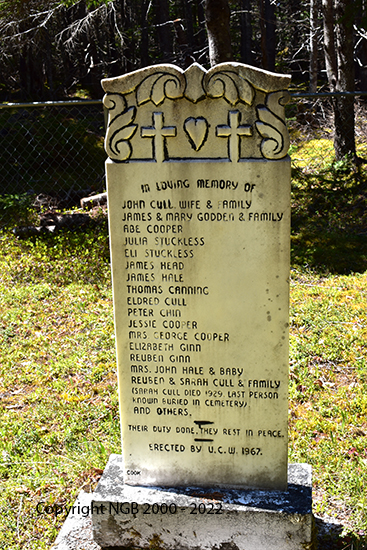 IN LOVING MEMORY OF
JOHN CULL, WIFE & FAMILY
JAMES & MARY GODDEN & FAMILY
ABE COOPER
JULIA STUCKLESS
ELI STUCKLESS
JAMES HEAD
JAMES HALE
THOMAS CANNING
ELDRED CULL
PETER CHIN
JESSIE COOPER
MRS. GEORGE COOPER
ELIZABETH GINN
REUBEN GINN
MRS. JOHN HALE & BABY
REUBEN & SARAH CULL & FAMILY
(SARAH CULL DIED 1929. LAST PERSON
KNOWN BURIED IN CEMETERY)
AND OTHERS.
THEIR DUTY DONE, THEY REST IN PEACE.
ERECTED BY U.C.W. 1967.
COOK
Copyright NGB 2000 - 2022